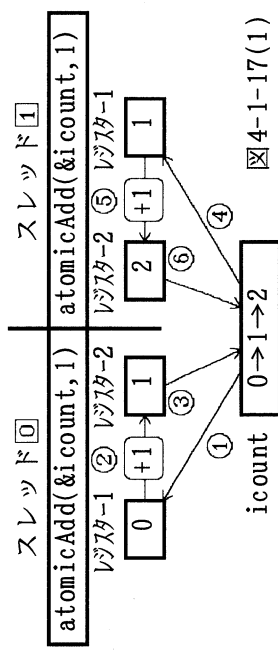 スレッド0 スレッド1
atomicAdd(&icount,1) atomicAdd(&icount,1)
レジスター1 ② レジスター2 レジスター2 ⑤ レジスター1
0 +1 1 2 +1 1
① ③ ⑥ ④
0→1→2
icount 図4-1-17(1)